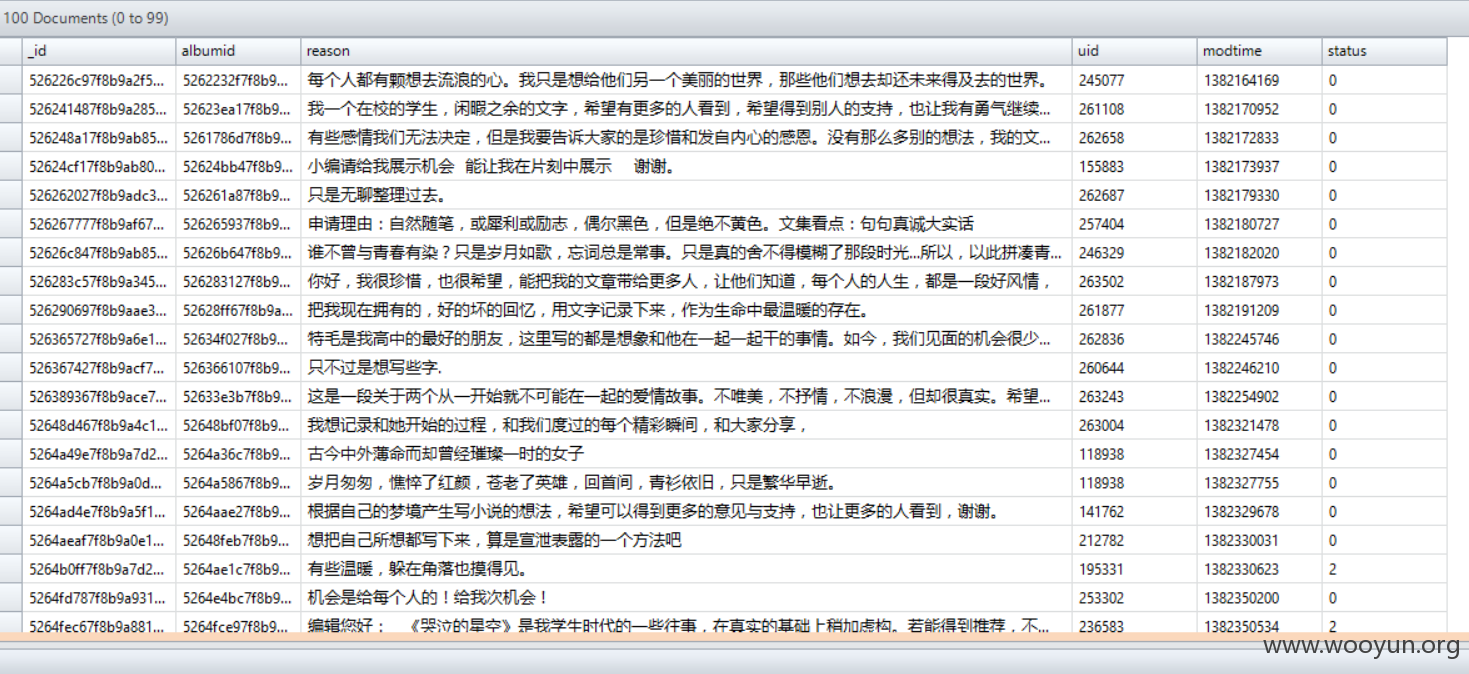 100 Documents (0 to 99)
_id albumid reason uid modtime status
526226c97f8b9a2f5... 5262232f7f8b9... 每个人都有颗想去流浪的心。我只是想给他们另一个美丽的世界，那些他们想去却还未来得及去的世界。 245077 1382164169 0
526241487f8b9a285... 52623ea17f8b9... 我一个在校的学生，闲暇之余的文字，希望有更多的人看到，希望得到别人的支持，也让我有勇气继续... 261108 1382170952 0
526248a17f8b9ab85... 5261786d7f8b9... 有些感情我们无法决定，但是我要告诉大家的是珍惜和发自内心的感恩。没有那么多别的想法，我的文... 262658 1382172833 0
52624cf17f8b9ab80... 52624bb47f8b9... 小编请给我展示机会 能让我在片刻中展示 谢谢。 155883 1382173937 0
526262027f8b9adc3... 526261a87f8b9... 只是无聊整理过去。 262687 1382179330 0
526267777f8b9af67... 526265937f8b9... 申请理由：自然随笔，或犀利或励志，偶尔黑色，但是绝不黄色。文集看点：句句真诚大实话 257404 1382180727 0
52626c847f8b9ab85... 52626b647f8b9... 谁不曾与青春有染？只是岁月如歌，忘词总是常事。只是真的舍不得模糊了那段时光...所以，以此拼凑青... 246329 1382182020 0
526283c57f8b9a345... 526283127f8b9... 你好，我很珍惜，也很希望，能把我的文章带给更多人，让他们知道，每个人的人生，都是一段好风情， 263502 1382187973 0
526290697f8b9aae3... 52628ff67f8b9a... 把我现在拥有的，好的坏的回忆，用文字记录下来，作为生命中最温暖的存在。 261877 1382191209 0
526365727f8b9a6e1... 52634f027f8b9... 特毛是我高中的最好的朋友，这里写的都是想象和他在一起一起干的事情。如今，我们见面的机会很少... 262836 1382245746 0
526367427f8b9acf7... 526366107f8b9... 只不过是想写些字. 260644 1382246210 0
526389367f8b9ace7... 52633e3b7f8b9... 这是一段关于两个从一开始就不可能在一起的爱情故事。不唯美，不抒情，不浪漫，但却很真实。希望... 263243 1382254902 0
52648d467f8b9a4c1... 52648bf07f8b9... 我想记录和她开始的过程，和我们度过的每个精彩瞬间，和大家分享， 263004 1382321478 0
5264a49e7f8b9a7d2... 5264a36c7f8b9... 古今中外薄命而却曾经璀璨一时的女子 118938 1382327454 0
5264a5cb7f8b9a0d... 5264a5867f8b9... 岁月匆匆，憔悴了红颜，苍老了英雄，回首间，青衫依旧，只是繁华早逝。 118938 1382327755 0
5264ad4e7f8b9a5f1... 5264aae27f8b9... 根据自己的梦境产生写小说的想法，希望可以得到更多的意见与支持，也让更多的人看到，谢谢。 141762 1382329678 0
5264aeaf7f8b9a0e1... 52648feb7f8b9... 想把自己所想都写下来，算是宣泄表露的一个方法吧 212782 1382330031 0
5264b0ff7f8b9a7d2... 5264ae1c7f8b9... 有些温暖，躲在角落也摸得见。 195331 1382330623 2
5264fd787f8b9a931... 5264e4bc7f8b9... 机会是给每个人的！给我次机会！ 253302 1382350200 0
5264fec67f8b9a881... 5264fce97f8b9... 编辑您好： 《哭泣的星空》是我学生时代的一些往事，在真实的基础上稍加虚构。若能得到推荐，不... 236583 1382350534 2
www.wooyun.org